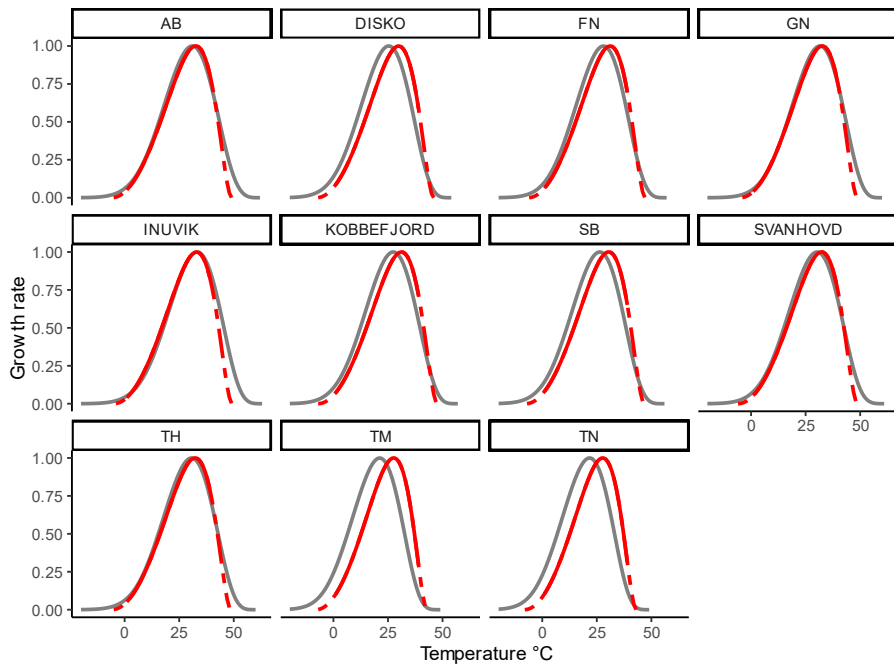 AB DISKO FN GN
1.00
0.75
0.50
0.25
0.00
INUVIK KOBBEFJORD SB SVANHOVD
1.00
0.75
0.50
0.25
0.00
0 25 50
TH TM TN
1.00
0.75
0.50
0.25
0.00
0 25 50 0 25 50 0 25 50
Growth rate
Temperature °C